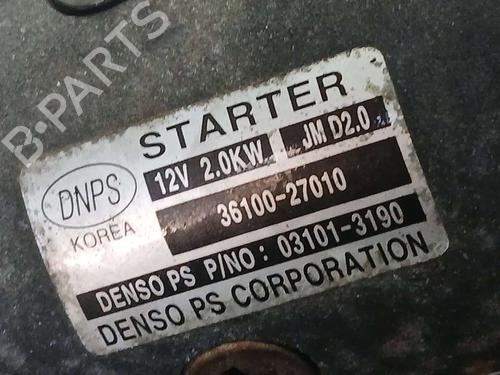 B-PARTS
STARTER
12V 2.0KW JM D2.0
DNPS
36100-27010
KOREA
DENSO PS P/NO : 03101-3190
DENSO PS CORPORATION